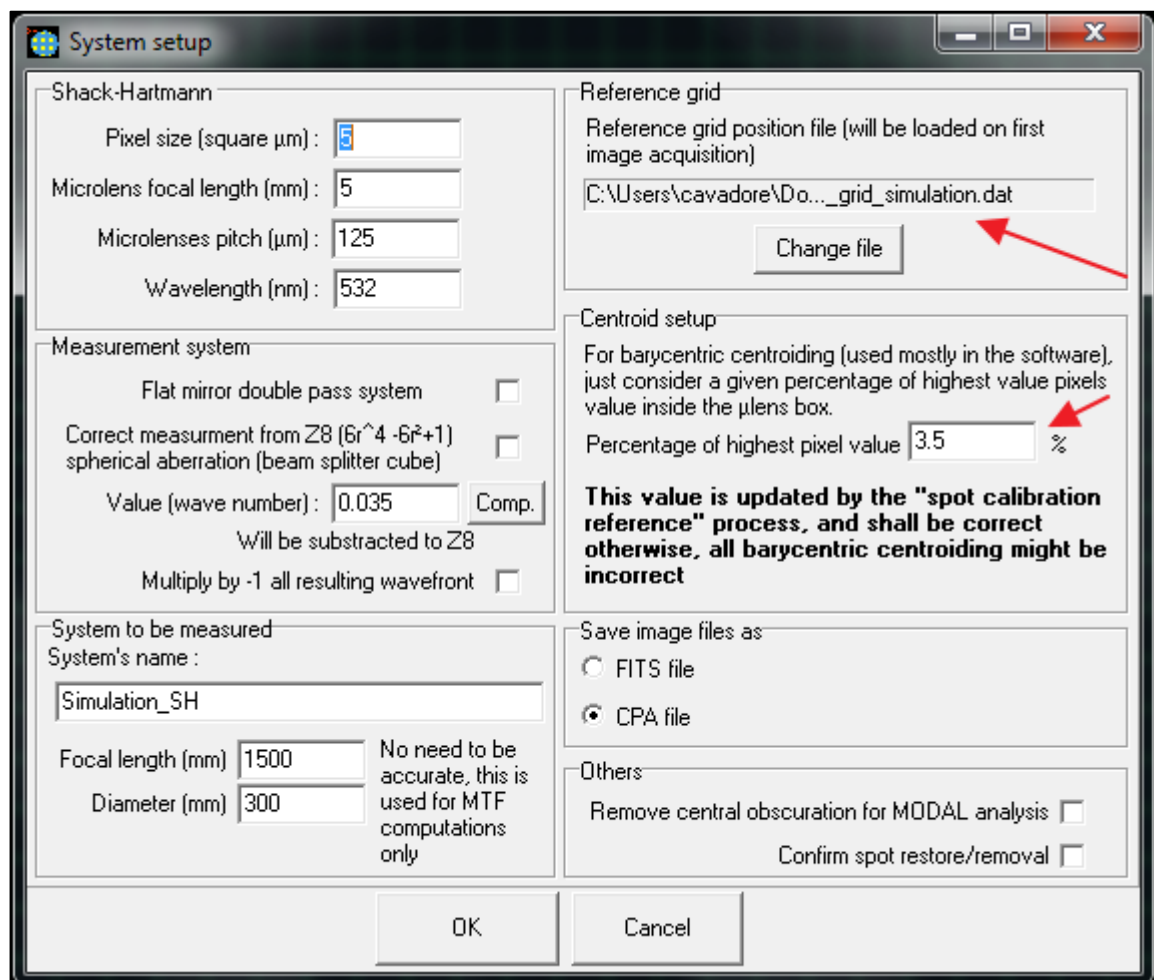 System setup
Shack-Hartmann
Pixel size (square µm) : 5
Microlens focal length (mm) : 5
Microlenses pitch (µm) : 125
Wavelength (nm) : 532
Measurement system
Flat mirror double pass system
Correct measurment from Z8 (6r^4 -6r²+1)
spherical aberration (beam splitter cube)
Value (wave number) : 0.035 Comp.
Will be substracted to Z8
Multiply by -1 all resulting wavefront
System to be measured
System's name :
Simulation_SH
Focal length (mm) 1500
Diameter (mm) 300
No need to be
accurate, this is
used for MTF
computations
only
Reference grid
Reference grid position file (will be loaded on first
image acquisition)
C:\Users\cavadore\Do..._grid_simulation.dat
Change file
Centroid setup
For barycentric centroiding (used mostly in the software),
just consider a given percentage of highest value pixels
value inside the µlens box.
Percentage of highest pixel value 3.5 %
This value is updated by the "spot calibration
reference" process, and shall be correct
otherwise, all barycentric centroiding might be
incorrect
Save image files as
FITS file
CPA file
Others
Remove central obscuration for MODAL analysis
Confirm spot restore/removal
OK
Cancel